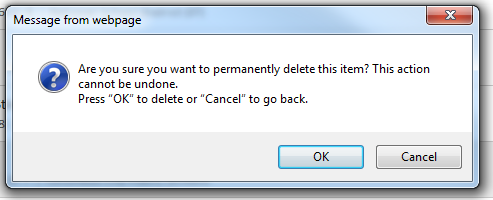 Message from webpage
Are you sure you want to permanently delete this item? This action
cannot be undone.
Press “OK” to delete or “Cancel” to go back.
OK
Cancel